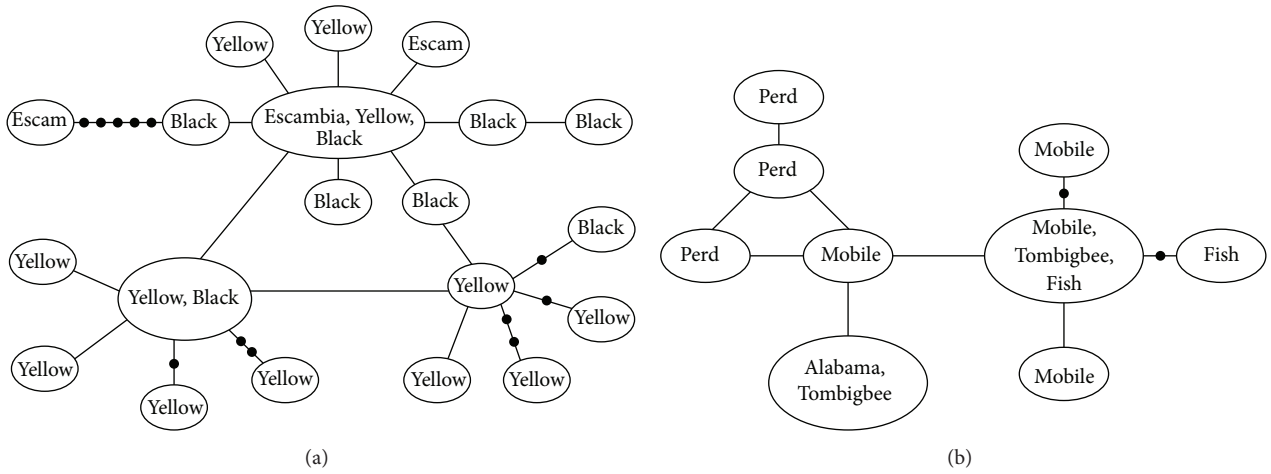 Yellow
Yellow
Escam
Escam
Black
Escambia, Yellow,
Black
Black
Black
Black
Black
Yellow
Yellow, Black
Yellow
Black
Yellow
Yellow
Yellow
Yellow
Yellow
Yellow
(a)
Perd
Perd
Perd
Mobile
Mobile
Mobile,
Tombigbee,
Fish
Fish
Mobile
Alabama,
Tombigbee
(b)